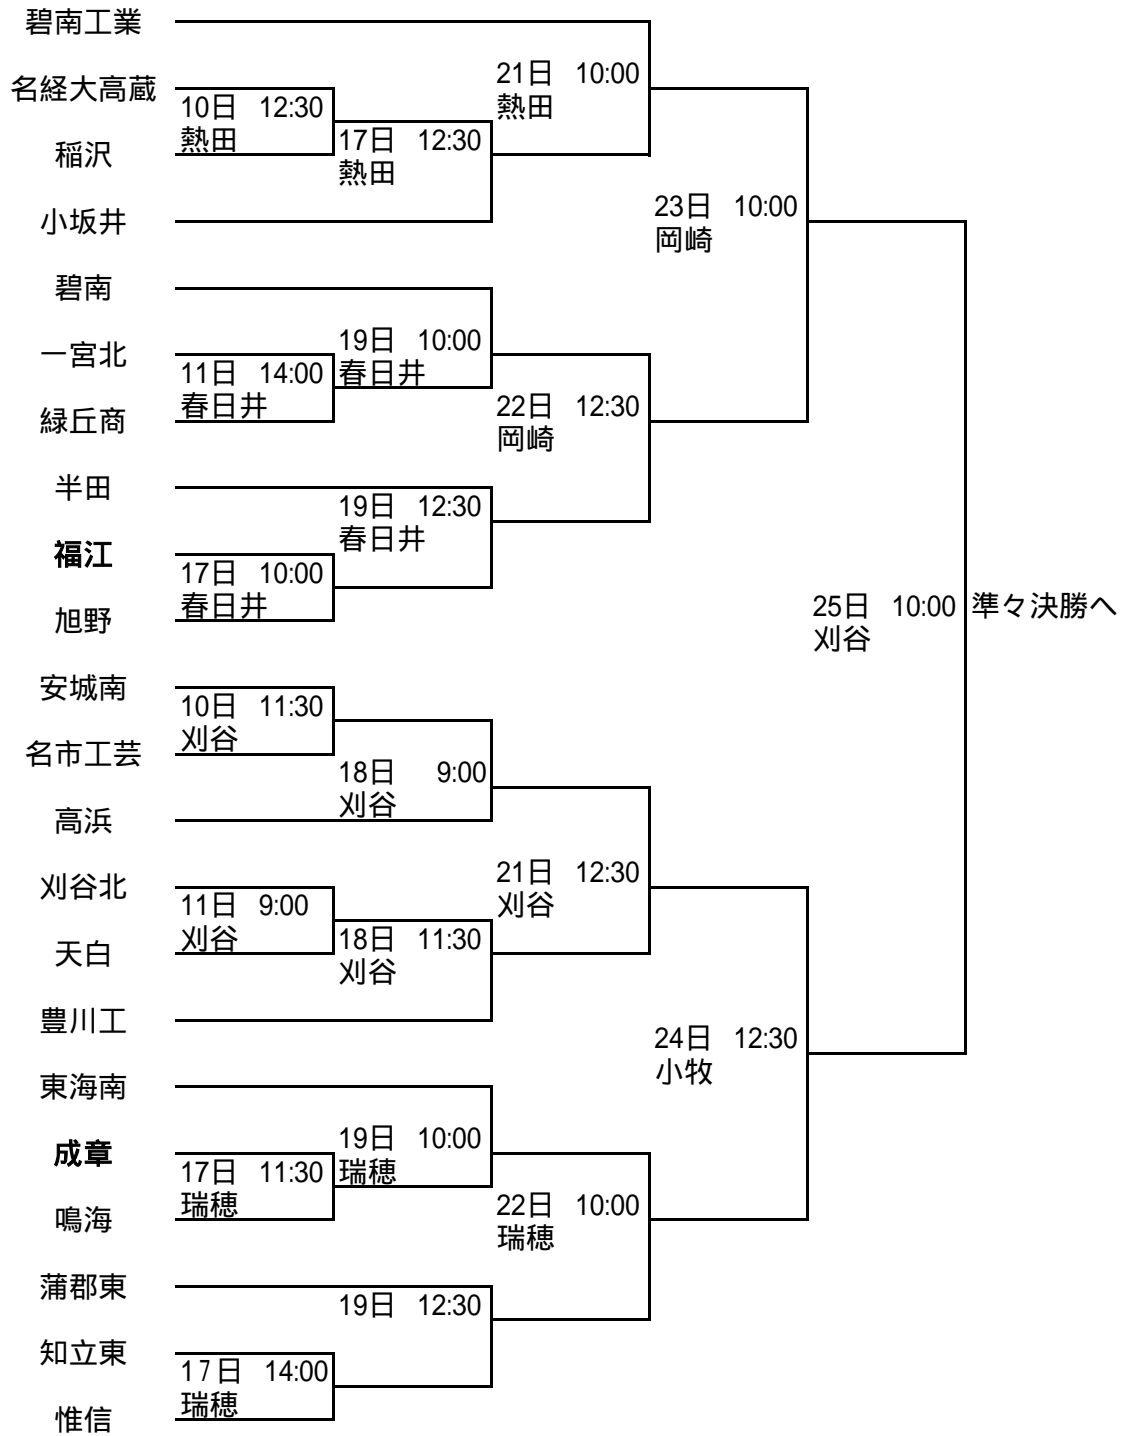 碧南工業
21日 10:00
熱田
名経大高蔵
10日 12:30
熱田
17日 12:30
熱田
稲沢
小坂井
23日 10:00
岡崎
碧南
19日 10:00
春日井
一宮北
11日 14:00
春日井
緑丘商
22日 12:30
岡崎
半田
19日 12:30
春日井
福江
17日 10:00
春日井
旭野
25日 10:00 準々決勝へ
刈谷
安城南
10日 11:30
刈谷
名市工芸
18日 9:00
刈谷
高浜
21日 12:30
刈谷
刈谷北
11日 9:00
刈谷
天白
18日 11:30
刈谷
豊川工
24日 12:30
小牧
東海南
19日 10:00
瑞穂
成章
17日 11:30
瑞穂
鳴海
22日 10:00
瑞穂
蒲郡東
19日 12:30
知立東
17日 14:00
瑞穂
惟信